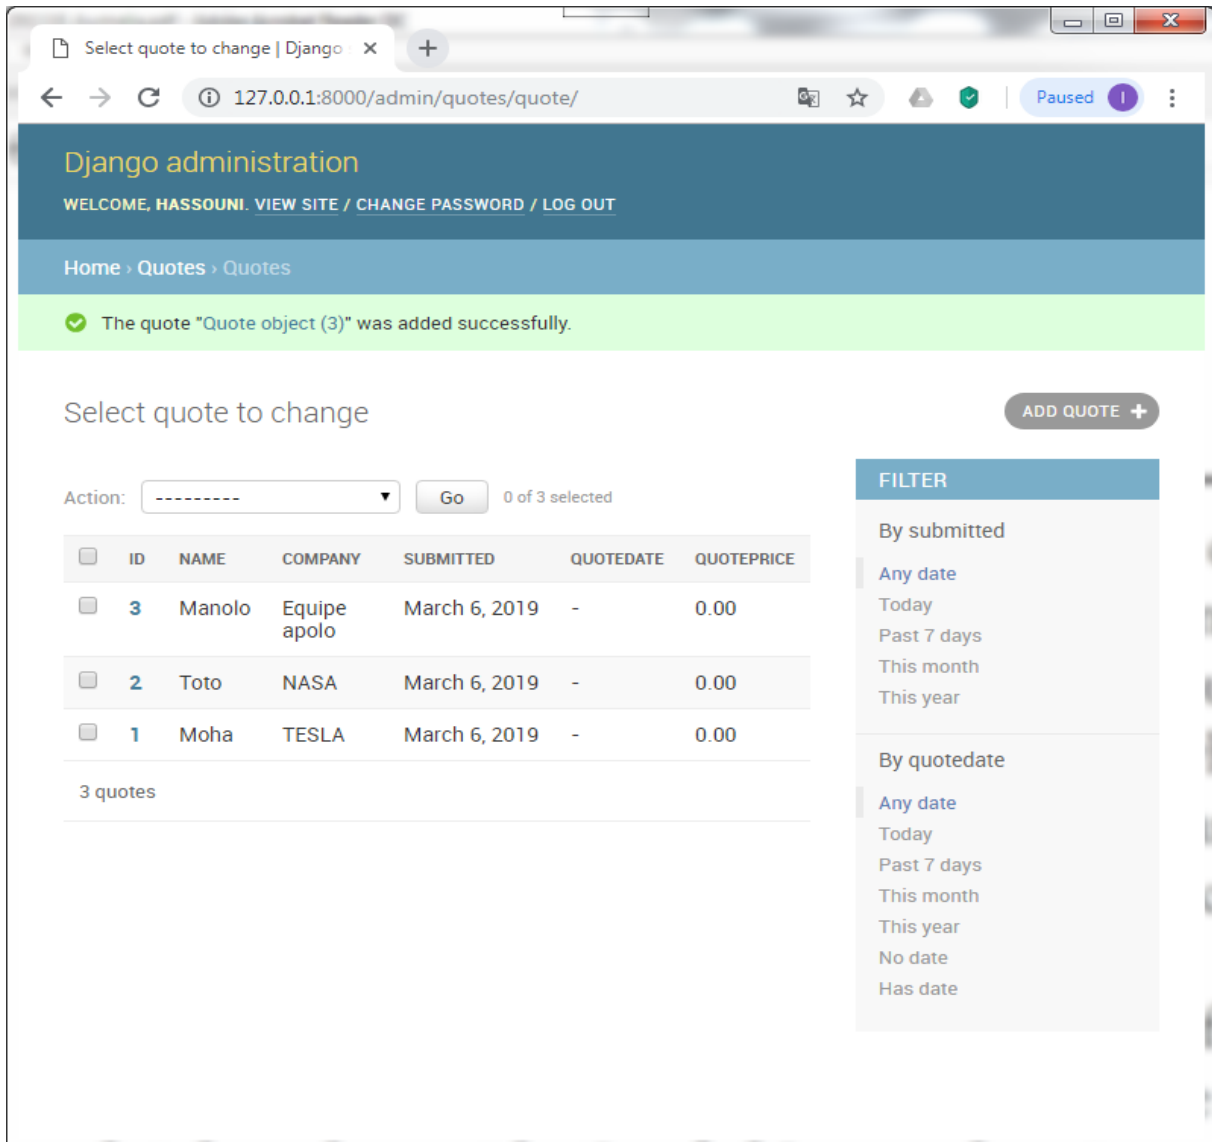 Select quote to change | Django
127.0.0.1:8000/admin/quotes/quote/
Paused I
Django administration
WELCOME, HASSOUNI. VIEW SITE / CHANGE PASSWORD / LOG OUT
Home › Quotes › Quotes
The quote "Quote object (3)" was added successfully.
Select quote to change
ADD QUOTE +
Action: --------- Go 0 of 3 selected
ID NAME COMPANY SUBMITTED QUOTEDATE QUOTEPRICE
3 Manolo Equipe apolo March 6, 2019 - 0.00
2 Toto NASA March 6, 2019 - 0.00
1 Moha TESLA March 6, 2019 - 0.00
3 quotes
FILTER
By submitted
Any date
Today
Past 7 days
This month
This year
By quotedate
Any date
Today
Past 7 days
This month
This year
No date
Has date